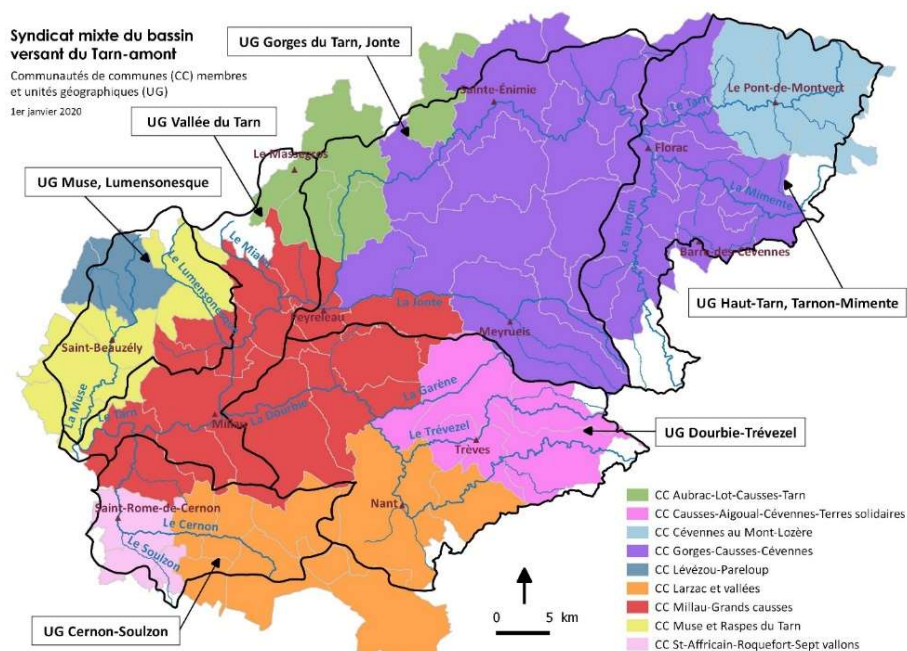 Syndicat mixte du bassin
versant du Tarn-amont
Communautés de communes (CC) membres
et unités géographiques (UG)
1er janvier 2020
UG Gorges du Tarn, Jonte
UG Vallée du Tarn
UG Muse, Lumensonesque
Sainte-Énimie
Le Pont-de-Montvert
Le Tarn
Le Massegros
Florac
La Mimente
Le Tarnon
Barre-des-Cévennes
UG Haut-Tarn, Tarnon-Mimente
Le Lumensonesque
Peyreleau
La Jonte
Meyrueis
Saint-Beauzély
La Muse
Le Tarn
Millau
La Dourbie
La Garène
Le Trévezel
Trèves
UG Dourbie-Trévezel
Nant
Saint-Rome-de-Cernon
Le Cernon
Le Soulzon
UG Cernon-Soulzon
0 5 km
CC Aubrac-Lot-Causses-Tarn
CC Causses-Aigoual-Cévennes-Terres solidaires
CC Cévennes au Mont-Lozère
CC Gorges-Causses-Cévennes
CC Lévézou-Pareloup
CC Larzac et vallées
CC Millau-Grands causses
CC Muse et Raspes du Tarn
CC St-Affricain-Roquefort-Sept vallons